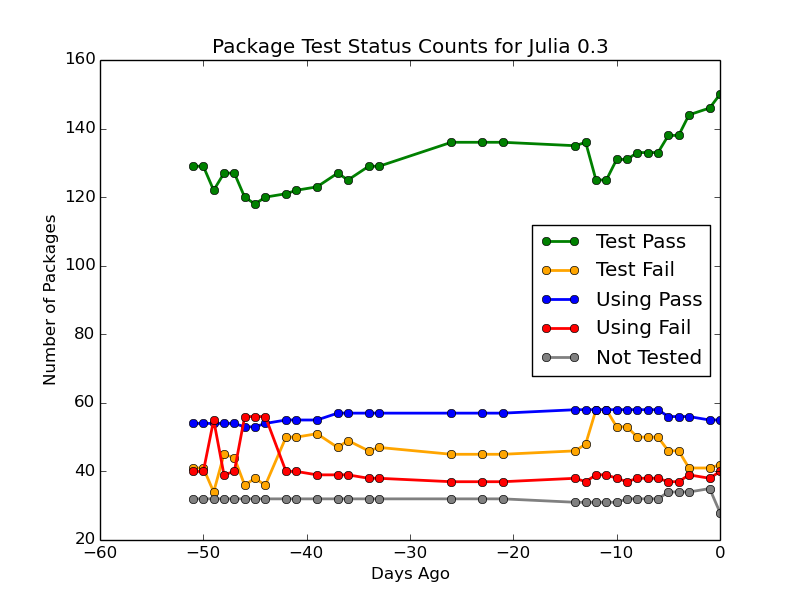 Package Test Status Counts for Julia 0.3
160
140
120
100
80
60
40
20
Number of Packages
Test Pass
Test Fail
Using Pass
Using Fail
Not Tested
−60 −50 −40 −30 −20 −10 0
Days Ago